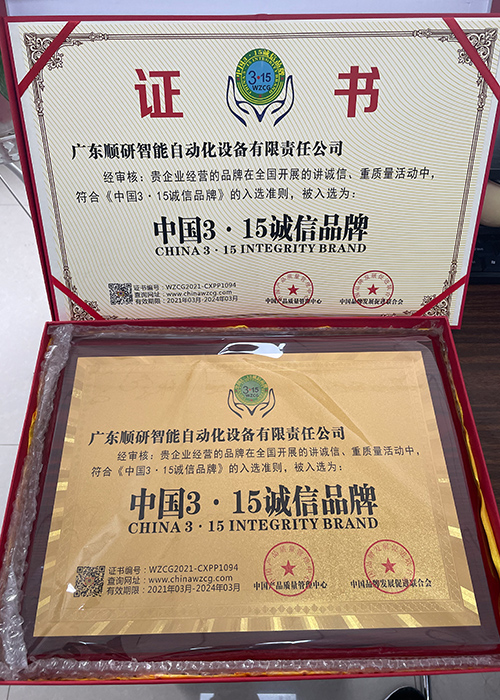 中国3·15诚信品牌
3·15
WZCG
证 书
广东顺研智能自动化设备有限责任公司
经审核：贵企业经营的品牌在全国开展的讲诚信、重质量活动中，
符合《中国3·15诚信品牌》的入选准则，被入选为：
中国3·15诚信品牌
CHINA 3·15 INTEGRITY BRAND
证书编号：WZCG2021-CXPP1094
查询网址：www.chinawzcg.com
有效期限：2021年03月-2024年03月
中国产品质量管理中心
中国品牌发展促进联合会
3·15
WZCG
广东顺研智能自动化设备有限责任公司
经审核：贵企业经营的品牌在全国开展的讲诚信、重质量活动中，
符合《中国3·15诚信品牌》的入选准则，被入选为：
中国3·15诚信品牌
CHINA 3·15 INTEGRITY BRAND
证书编号：WZCG2021-CXPP1094
查询网址：www.chinawzcg.com
有效期限：2021年03月-2024年03月
中国产品质量管理中心
中国品牌发展促进联合会